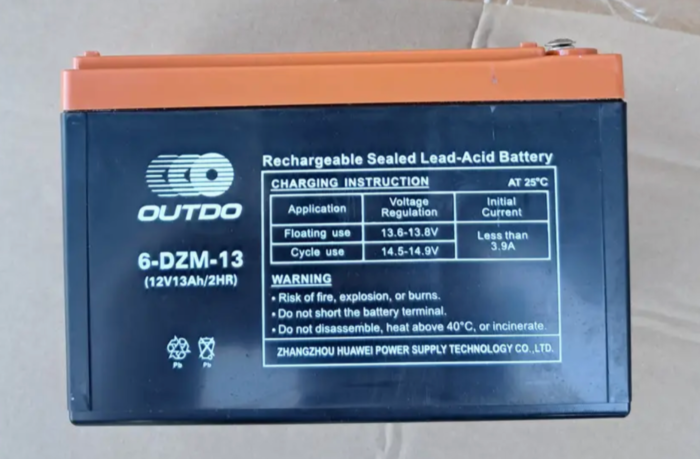 OUTDO
6-DZM-13
(12V13Ah/2HR)
Pb Pb
Rechargeable Sealed Lead-Acid Battery
CHARGING INSTRUCTION AT 25°C
Application Voltage Regulation Initial Current
Floating use 13.6-13.8V Less than 3.9A
Cycle use 14.5-14.9V
WARNING
• Risk of fire, explosion, or burns.
• Do not short the battery terminal.
• Do not disassemble, heat above 40°C, or incinerate.
ZHANGZHOU HUAWEI POWER SUPPLY TECHNOLOGY CO.,LTD.